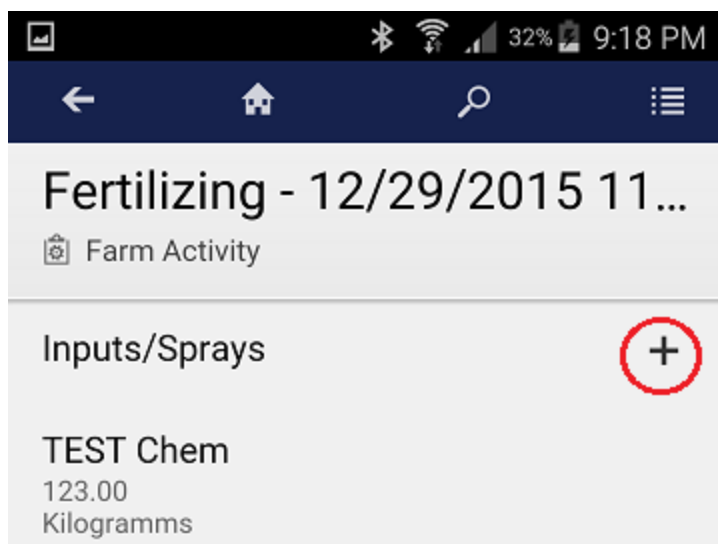 32% 9:18 PM
Fertilizing - 12/29/2015 11...
Farm Activity
Inputs/Sprays
TEST Chem
123.00
Kilogramms